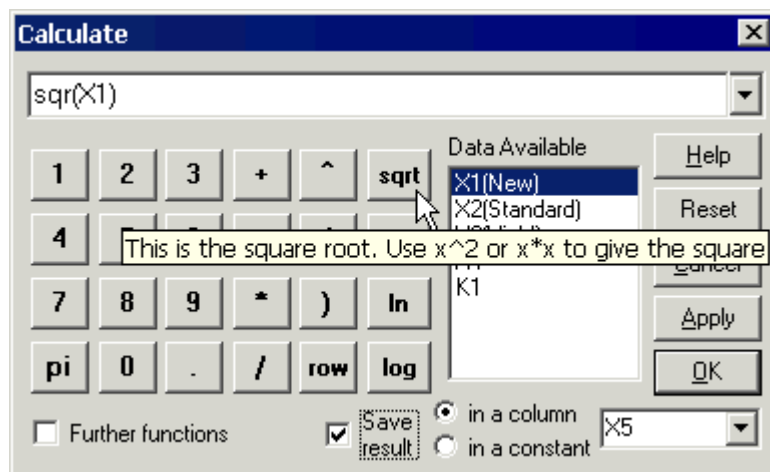 Calculate
sqr(X1)
1 2 3 + ^ sqrt
Data Available
X1(New)
X2(Standard)
Help
Reset
4
This is the square root. Use x^2 or x*x to give the square
Cancel
K1
7 8 9 * ) ln
Apply
pi 0 . / row log
OK
Further functions
Save result
in a column
in a constant
X5